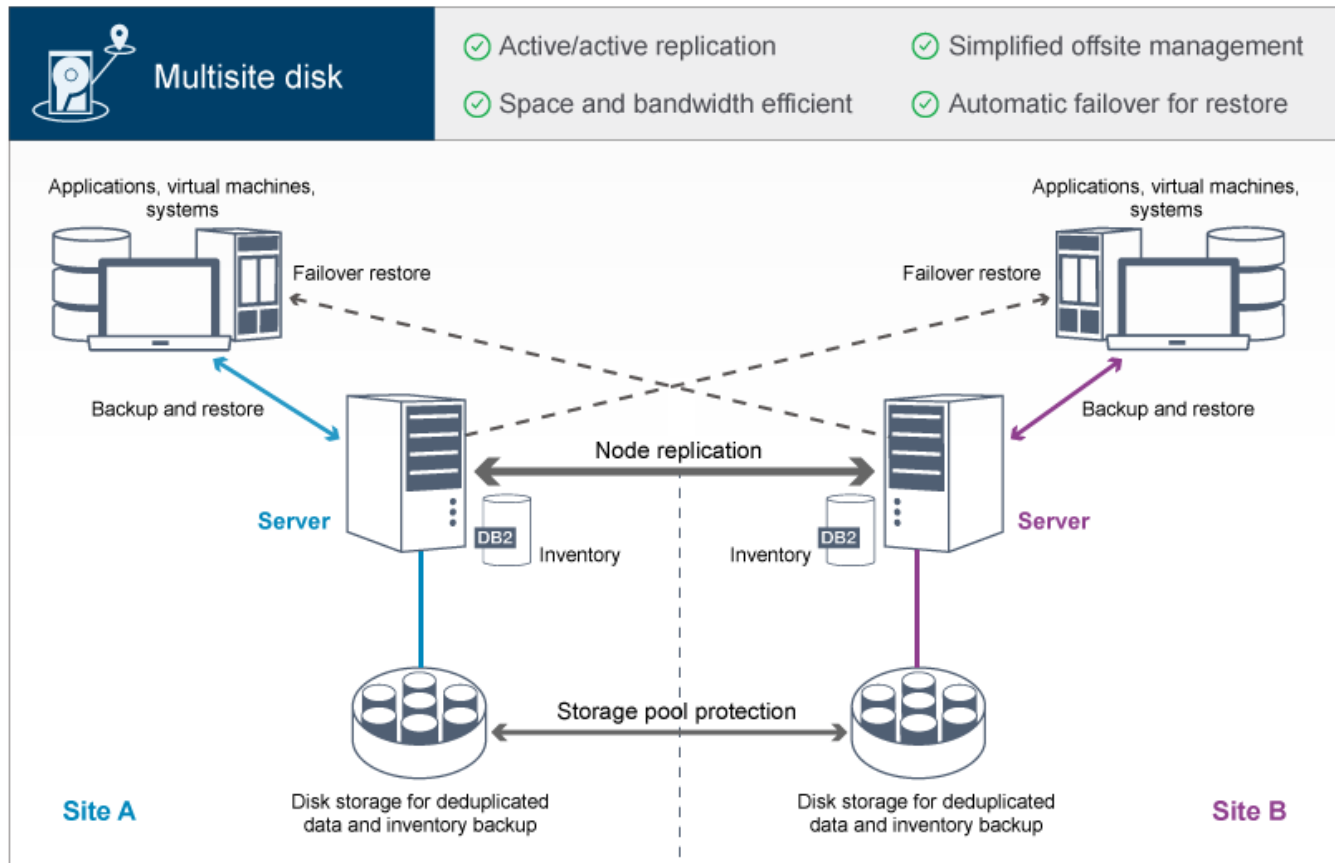 Multisite disk
Active/active replication
Simplified offsite management
Space and bandwidth efficient
Automatic failover for restore
Applications, virtual machines,
systems
Applications, virtual machines,
systems
Failover restore
Failover restore
Backup and restore
Backup and restore
Node replication
Server
Server
DB2
Inventory
Inventory
DB2
Storage pool protection
Disk storage for deduplicated
data and inventory backup
Disk storage for deduplicated
data and inventory backup
Site A
Site B